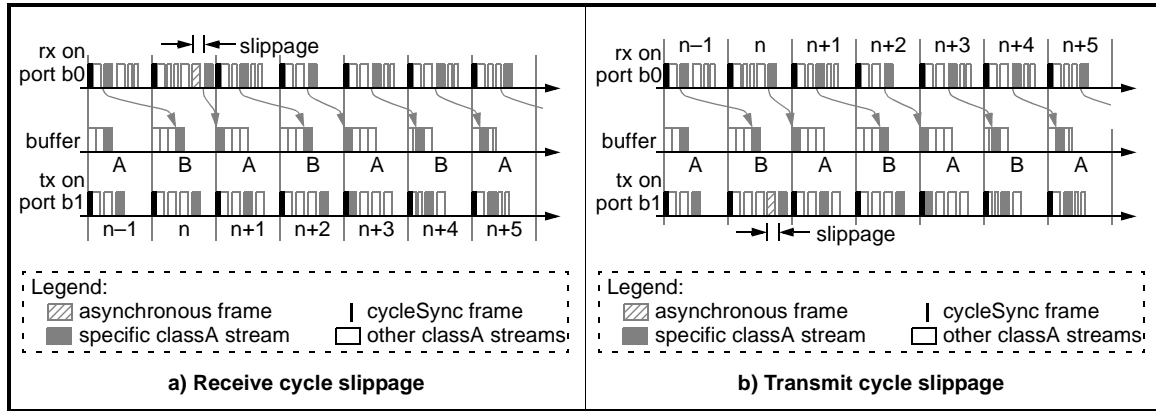 slippage
rx on
port b0
buffer
A B A B A B A
tx on
port b1
n−1 n n+1 n+2 n+3 n+4 n+5
Legend:
asynchronous frame cycleSync frame
specific classA stream other classA streams
a) Receive cycle slippage
n−1 n n+1 n+2 n+3 n+4 n+5
rx on
port b0
buffer
A B A B A B A
tx on
port b1
slippage
Legend:
asynchronous frame cycleSync frame
specific classA stream other classA streams
b) Transmit cycle slippage